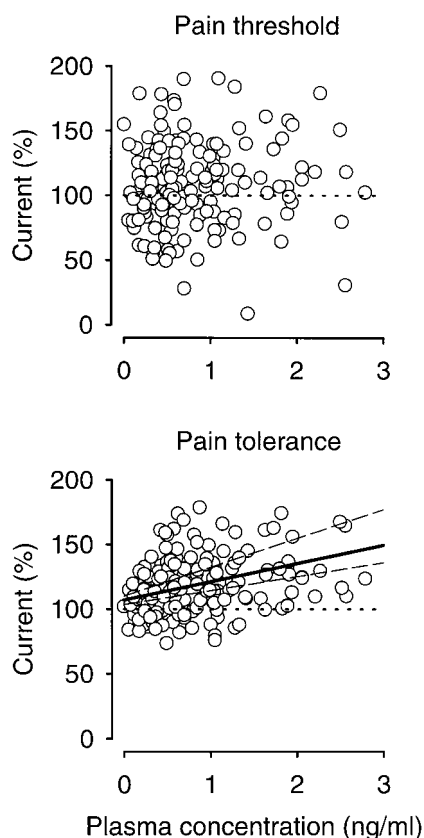 Pain threshold
Current (%)
200
150
100
50
0
0 1 2 3
Pain tolerance
Current (%)
200
150
100
50
0
0 1 2 3
Plasma concentration (ng/ml)